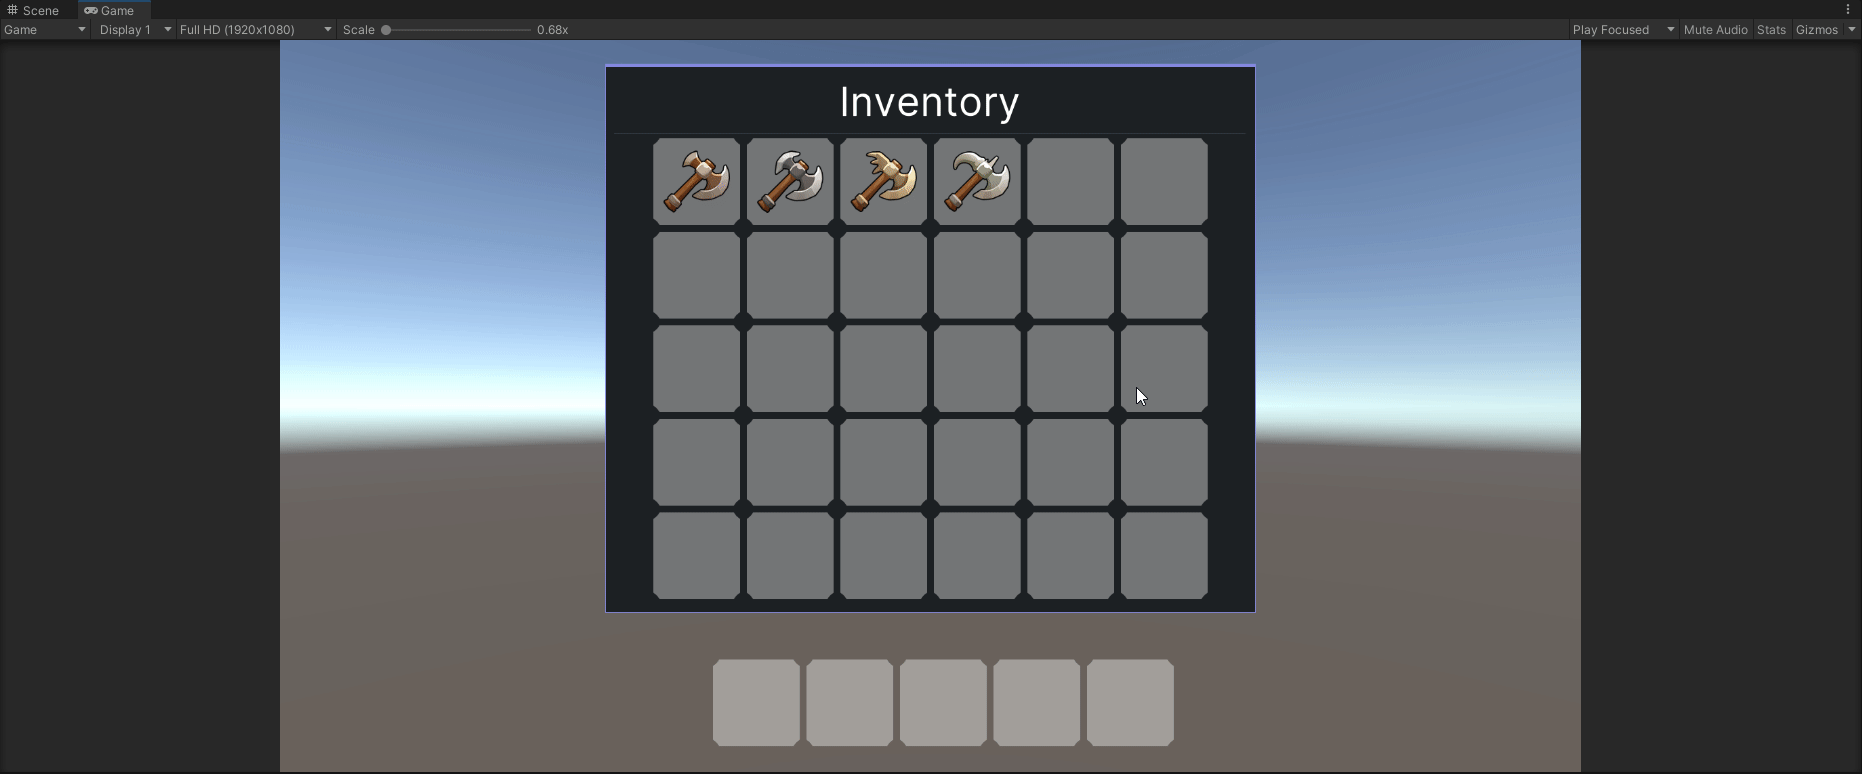 Scene Game
Game Display 1 Full HD (1920x1080) Scale 0.68x Play Focused Mute Audio Stats Gizmos
Inventory